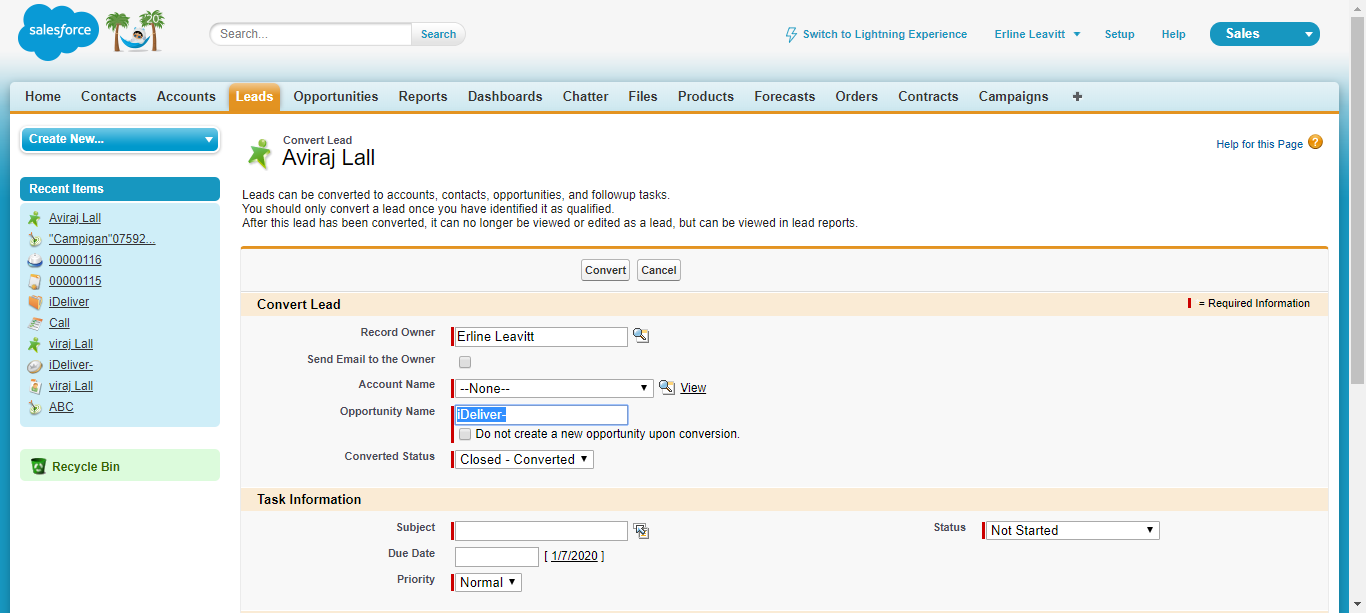 salesforce
20
Search...
Search
Switch to Lightning Experience
Erline Leavitt
Setup
Help
Sales
Home Contacts Accounts Leads Opportunities Reports Dashboards Chatter Files Products Forecasts Orders Contracts Campaigns +
Create New...
Recent Items
Aviraj Lall
"Campigan"07592...
00000116
00000115
iDeliver
Call
viraj Lall
iDeliver-
viraj Lall
ABC
Recycle Bin
Convert Lead
Aviraj Lall
Help for this Page ?
Leads can be converted to accounts, contacts, opportunities, and followup tasks.
You should only convert a lead once you have identified it as qualified.
After this lead has been converted, it can no longer be viewed or edited as a lead, but can be viewed in lead reports.
Convert Cancel
Convert Lead
= Required Information
Record Owner Erline Leavitt
Send Email to the Owner
Account Name --None-- View
Opportunity Name iDeliver-
Do not create a new opportunity upon conversion.
Converted Status Closed - Converted
Task Information
Subject
Status Not Started
Due Date [ 1/7/2020 ]
Priority Normal